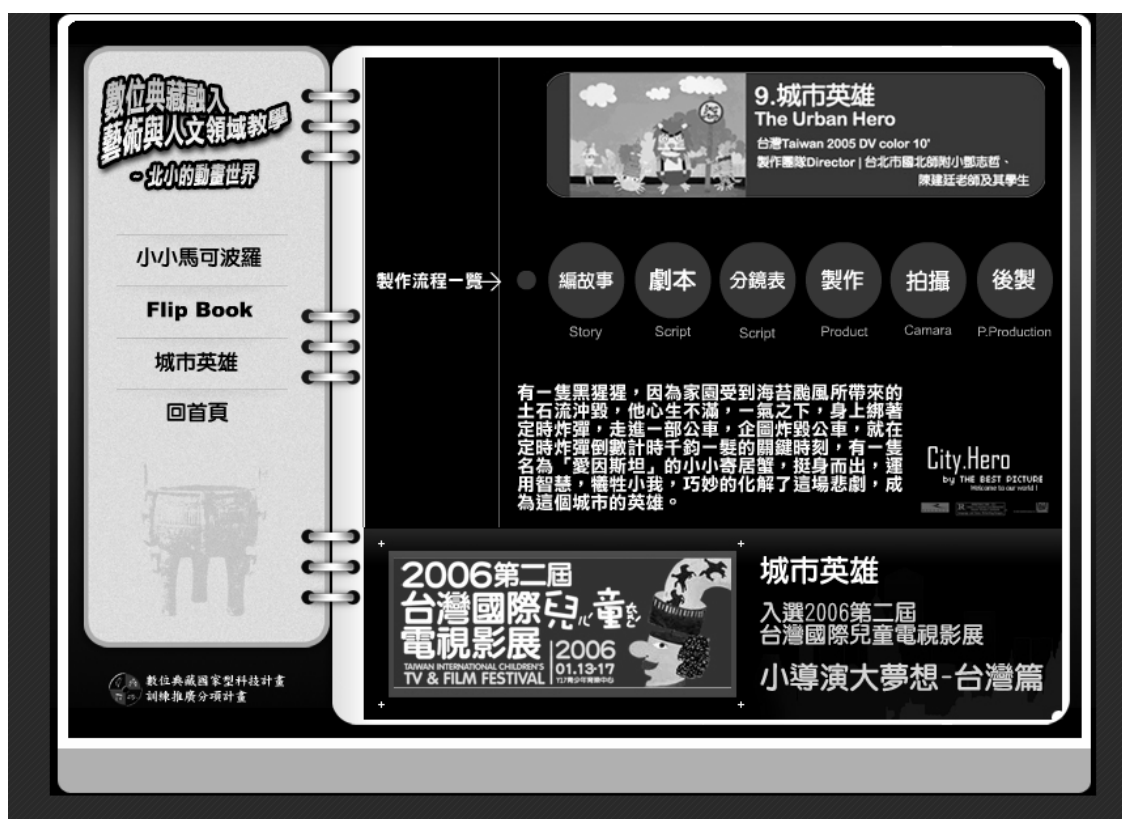 數位典藏融入
藝術與人文領域教學
~北小的動畫世界
小小馬可波羅
Flip Book
城市英雄
回首頁
數位典藏國家型科技計畫
訓練推廣分項計畫
9.城市英雄
The Urban Hero
台灣Taiwan 2005 DV color 10'
製作團隊Director | 台北市國北師附小鄭志哲、
陳建廷老師及其學生
製作流程一覽
編故事
劇本
分鏡表
製作
拍攝
後製
Story
Script
Script
Product
Camara
P.Production
有一隻黑猩猩，因為家園受到海苔颱風所帶來的
土石流沖毀，他心生不滿，一氣之下，身上綁著
定時炸彈，走進一部公車，企圖炸毀公車，就在
定時炸彈倒數計時千鈞一髮的關鍵時刻，有一隻
名為「愛因斯坦」的小小寄居蟹，挺身而出，運
用智慧，犧牲小我，巧妙的化解了這場悲劇，成
為這個城市的英雄。
City.Hero
by THE BEST PICTURE
Welcome to our world !
2006第二屆
台灣國際兒童
電視影展
2006
01.13-17
TAIWAN INTERNATIONAL CHILDREN'S
TV & FILM FESTIVAL
城市英雄
入選2006第二屆
台灣國際兒童電視影展
小導演大夢想-台灣篇